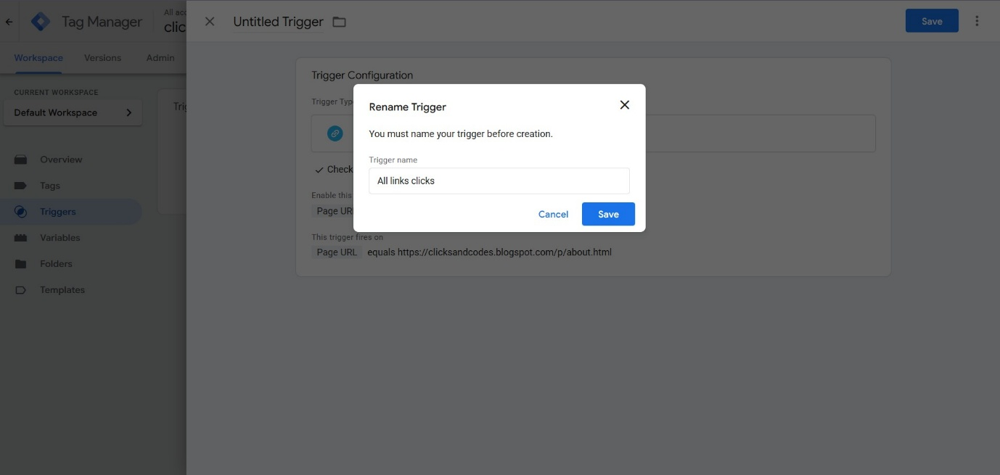 All acc
Tag Manager
clic
Untitled Trigger
Save
Workspace Versions Admin
CURRENT WORKSPACE
Default Workspace
Overview
Tags
Triggers
Variables
Folders
Templates
Trig
Trigger Configuration
Trigger Typ
Check
Enable this
Page URL
This trigger fires on
Page URL equals https://clicksandcodes.blogspot.com/p/about.html
Rename Trigger
You must name your trigger before creation.
Trigger name
All links clicks
Cancel Save